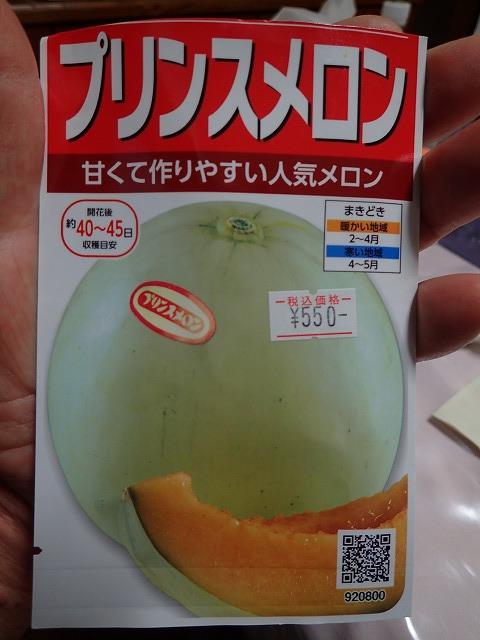 プリンスメロン
甘くて作りやすい人気メロン
開花後
約40〜45日
収穫目安
まきどき
暖かい地域
2〜4月
寒い地域
4〜5月
プリンスメロン
税込価格
¥550-
920800